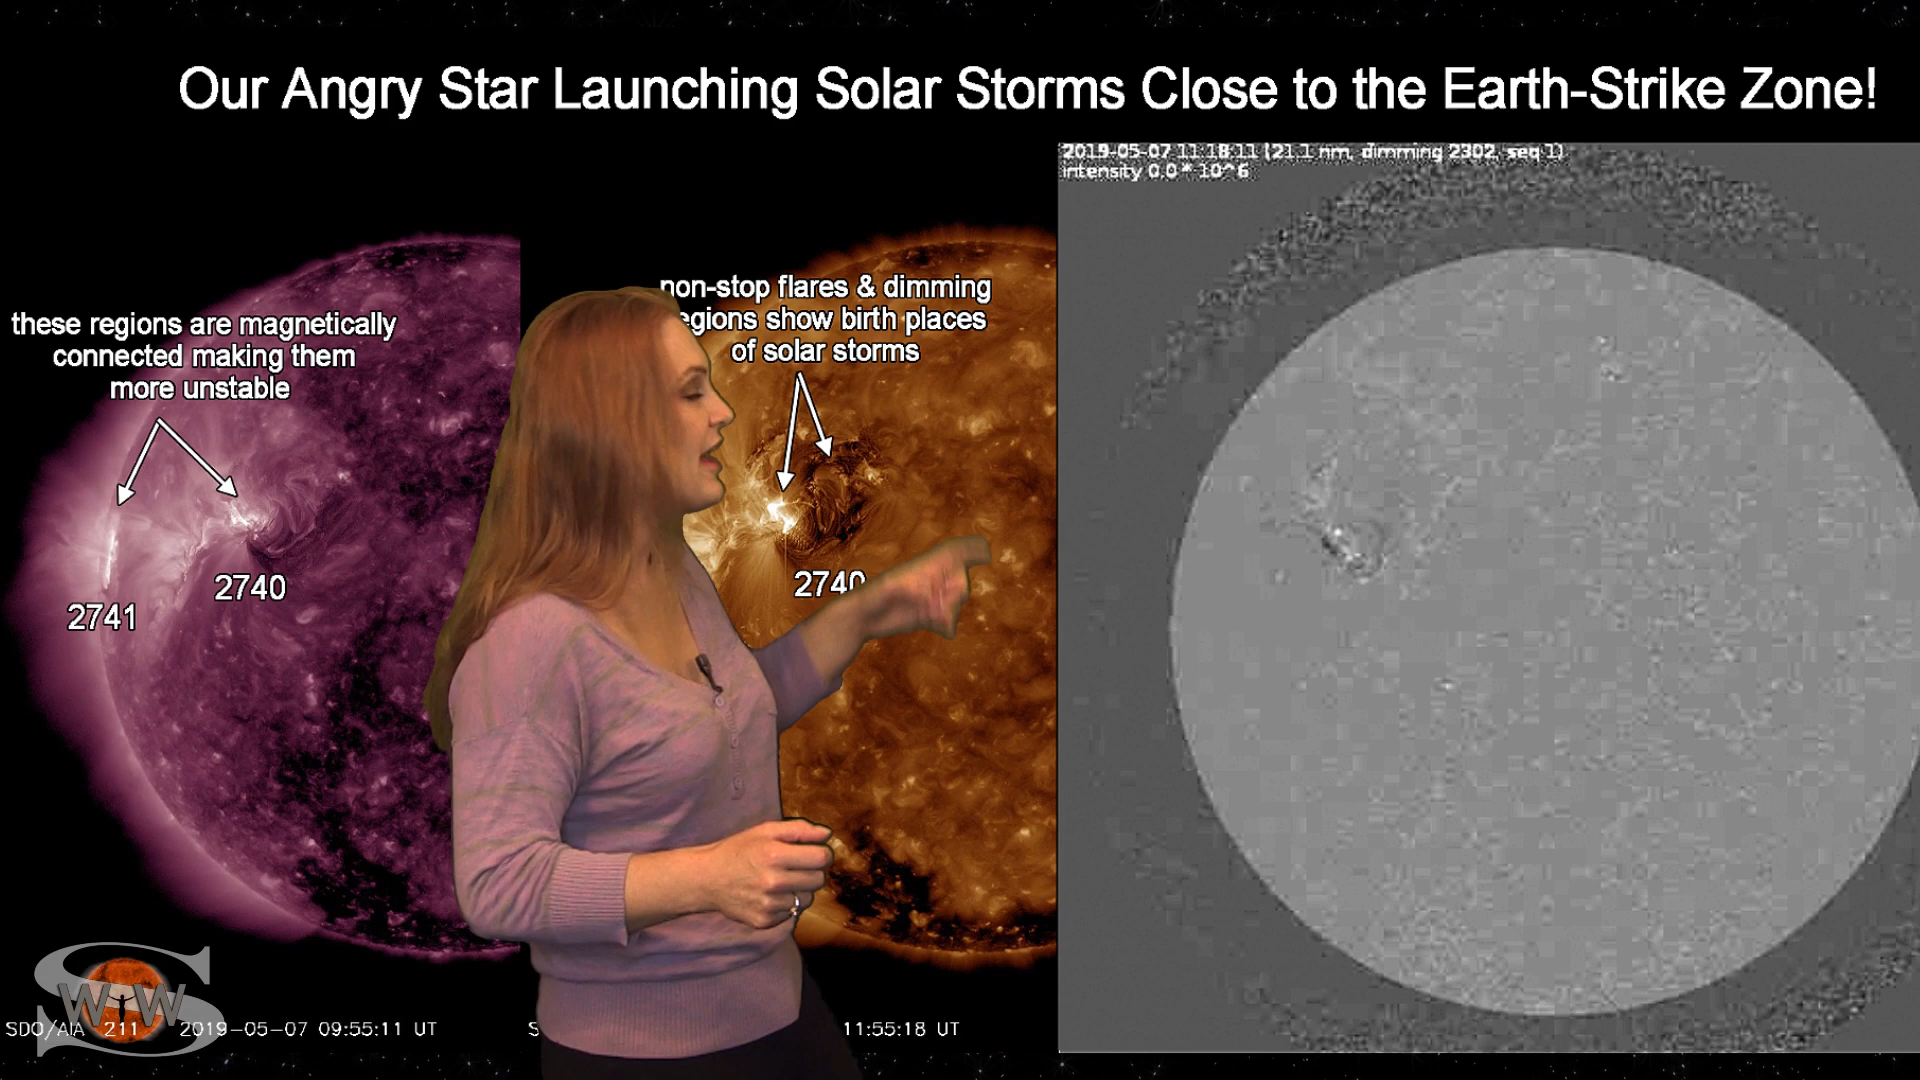 Our Angry Star Launching Solar Storms Close to the Earth-Strike Zone!
2019-05-07 11:18:11 (21.1 nm, dimming 2302, seq 1)
intensity 0.0 * 10^6
these regions are magnetically
connected making them
more unstable
non-stop flares & dimming
egions show birth places
of solar storms
2741
2740
2740
SWTW
SDO/AIA 211 2019-05-07 09:55:11 UT
S
11:55:18 UT